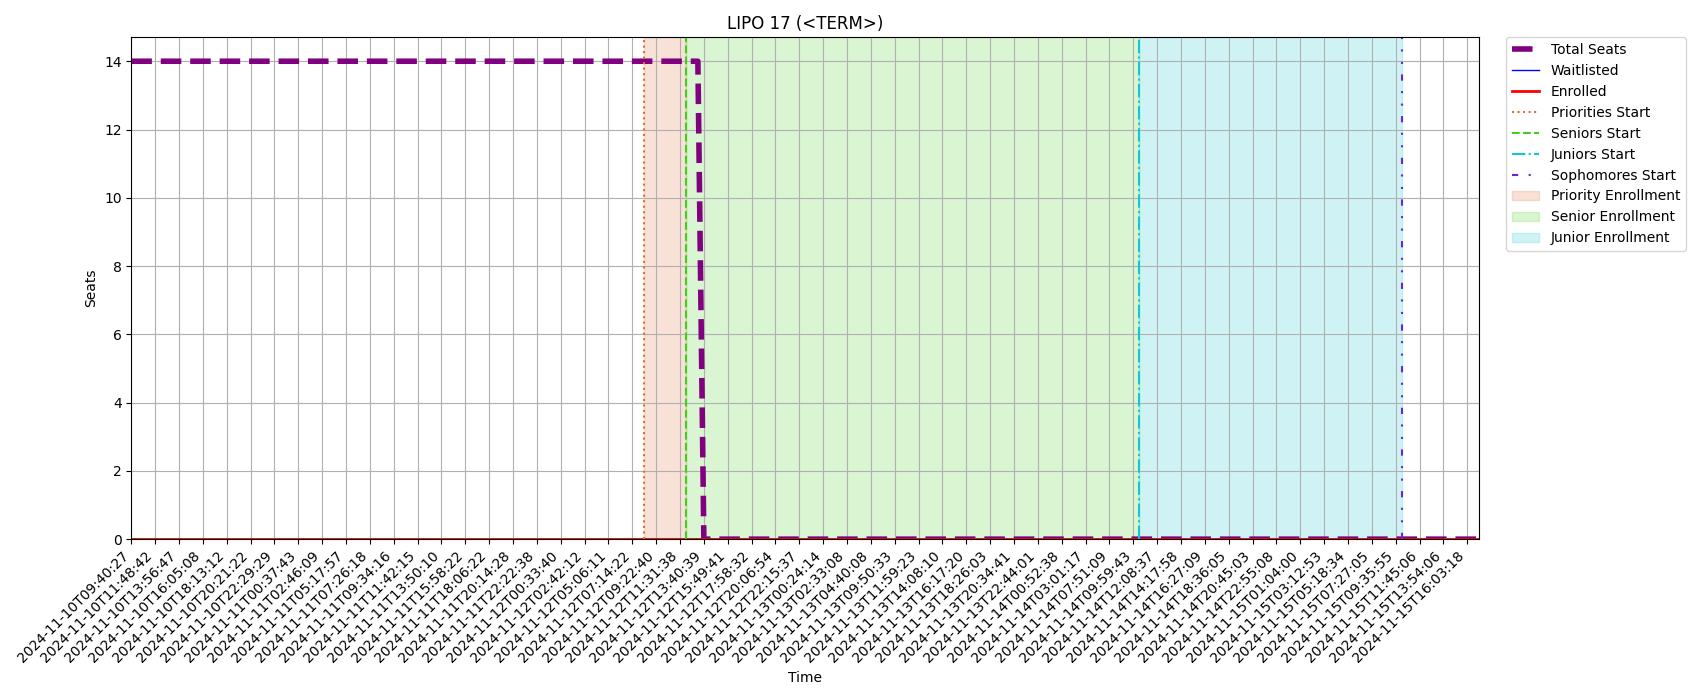 LIPO 17 (<TERM>)
Total Seats
Waitlisted
Enrolled
Priorities Start
Seniors Start
Juniors Start
Sophomores Start
Priority Enrollment
Senior Enrollment
Junior Enrollment
Seats
14
12
10
8
6
4
2
0
2024-11-10T09:40:27
2024-11-10T11:48:42
2024-11-10T13:56:47
2024-11-10T16:05:08
2024-11-10T18:13:12
2024-11-10T20:21:22
2024-11-10T22:29:29
2024-11-11T00:37:43
2024-11-11T02:46:09
2024-11-11T05:17:57
2024-11-11T07:26:18
2024-11-11T09:34:16
2024-11-11T11:42:15
2024-11-11T13:50:10
2024-11-11T15:58:22
2024-11-11T18:06:22
2024-11-11T20:14:28
2024-11-11T22:22:38
2024-11-12T00:33:40
2024-11-12T02:42:12
2024-11-12T05:06:11
2024-11-12T07:14:22
2024-11-12T09:22:40
2024-11-12T11:31:38
2024-11-12T13:40:39
2024-11-12T15:49:41
2024-11-12T17:58:32
2024-11-12T20:06:54
2024-11-12T22:15:37
2024-11-13T00:24:14
2024-11-13T02:33:08
2024-11-13T04:40:08
2024-11-13T09:50:33
2024-11-13T11:59:23
2024-11-13T14:08:10
2024-11-13T16:17:20
2024-11-13T18:26:03
2024-11-13T20:34:41
2024-11-13T22:44:01
2024-11-14T00:52:38
2024-11-14T03:01:17
2024-11-14T07:51:09
2024-11-14T09:59:43
2024-11-14T12:08:37
2024-11-14T14:17:58
2024-11-14T16:27:09
2024-11-14T18:36:05
2024-11-14T20:45:03
2024-11-14T22:55:08
2024-11-15T01:04:00
2024-11-15T03:12:53
2024-11-15T05:18:34
2024-11-15T07:27:05
2024-11-15T09:35:55
2024-11-15T11:45:06
2024-11-15T13:54:06
2024-11-15T16:03:18
Time